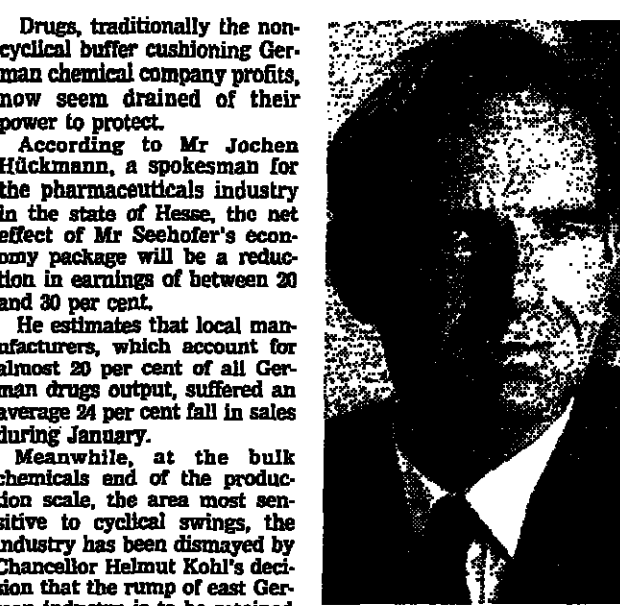 Drugs, traditionally the non-
cyclical buffer cushioning Ger-
man chemical company profits,
now seem drained of their
power to protect.
According to Mr Jochen
Hückmann, a spokesman for
the pharmaceuticals industry
in the state of Hesse, the net
effect of Mr Seehofer's econ-
omy package will be a reduc-
tion in earnings of between 20
and 30 per cent.
He estimates that local man-
ufacturers, which account for
almost 20 per cent of all Ger-
man drugs output, suffered an
average 24 per cent fall in sales
during January.
Meanwhile, at the bulk
chemicals end of the produc-
tion scale, the area most sen-
sitive to cyclical swings, the
industry has been dismayed by
Chancellor Helmut Kohl's deci-
sion that the rump of east Ger-
man industry is to be retained